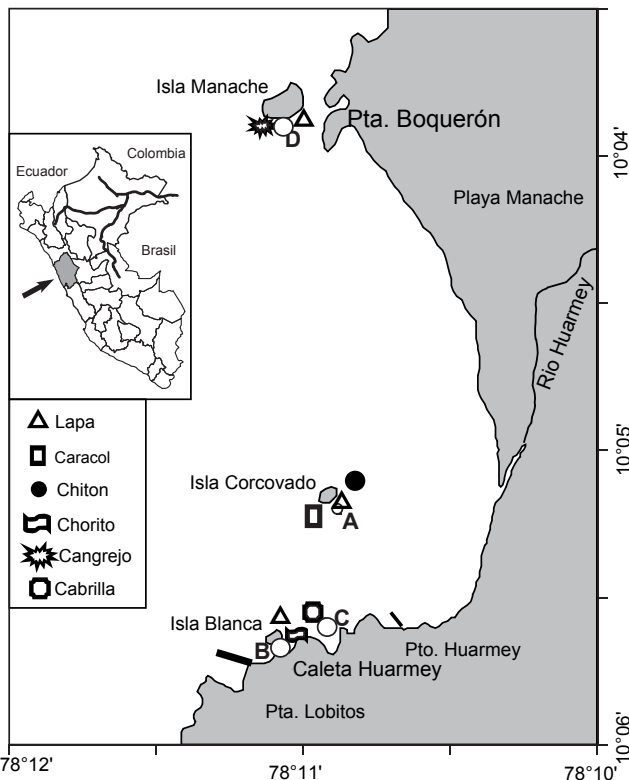 Isla Manache
Pta. Boquerón
D
10°04'
Colombia
Ecuador
Brasil
Playa Manache
Rio Huarmey
Lapa
Caracol
Chiton
Chorito
Cangrejo
Cabrilla
10°05'
Isla Corcovado
A
Isla Blanca
C
B
Pto. Huarmey
Caleta Huarmey
Pta. Lobitos
10°06'
78°12'
78°11'
78°10'